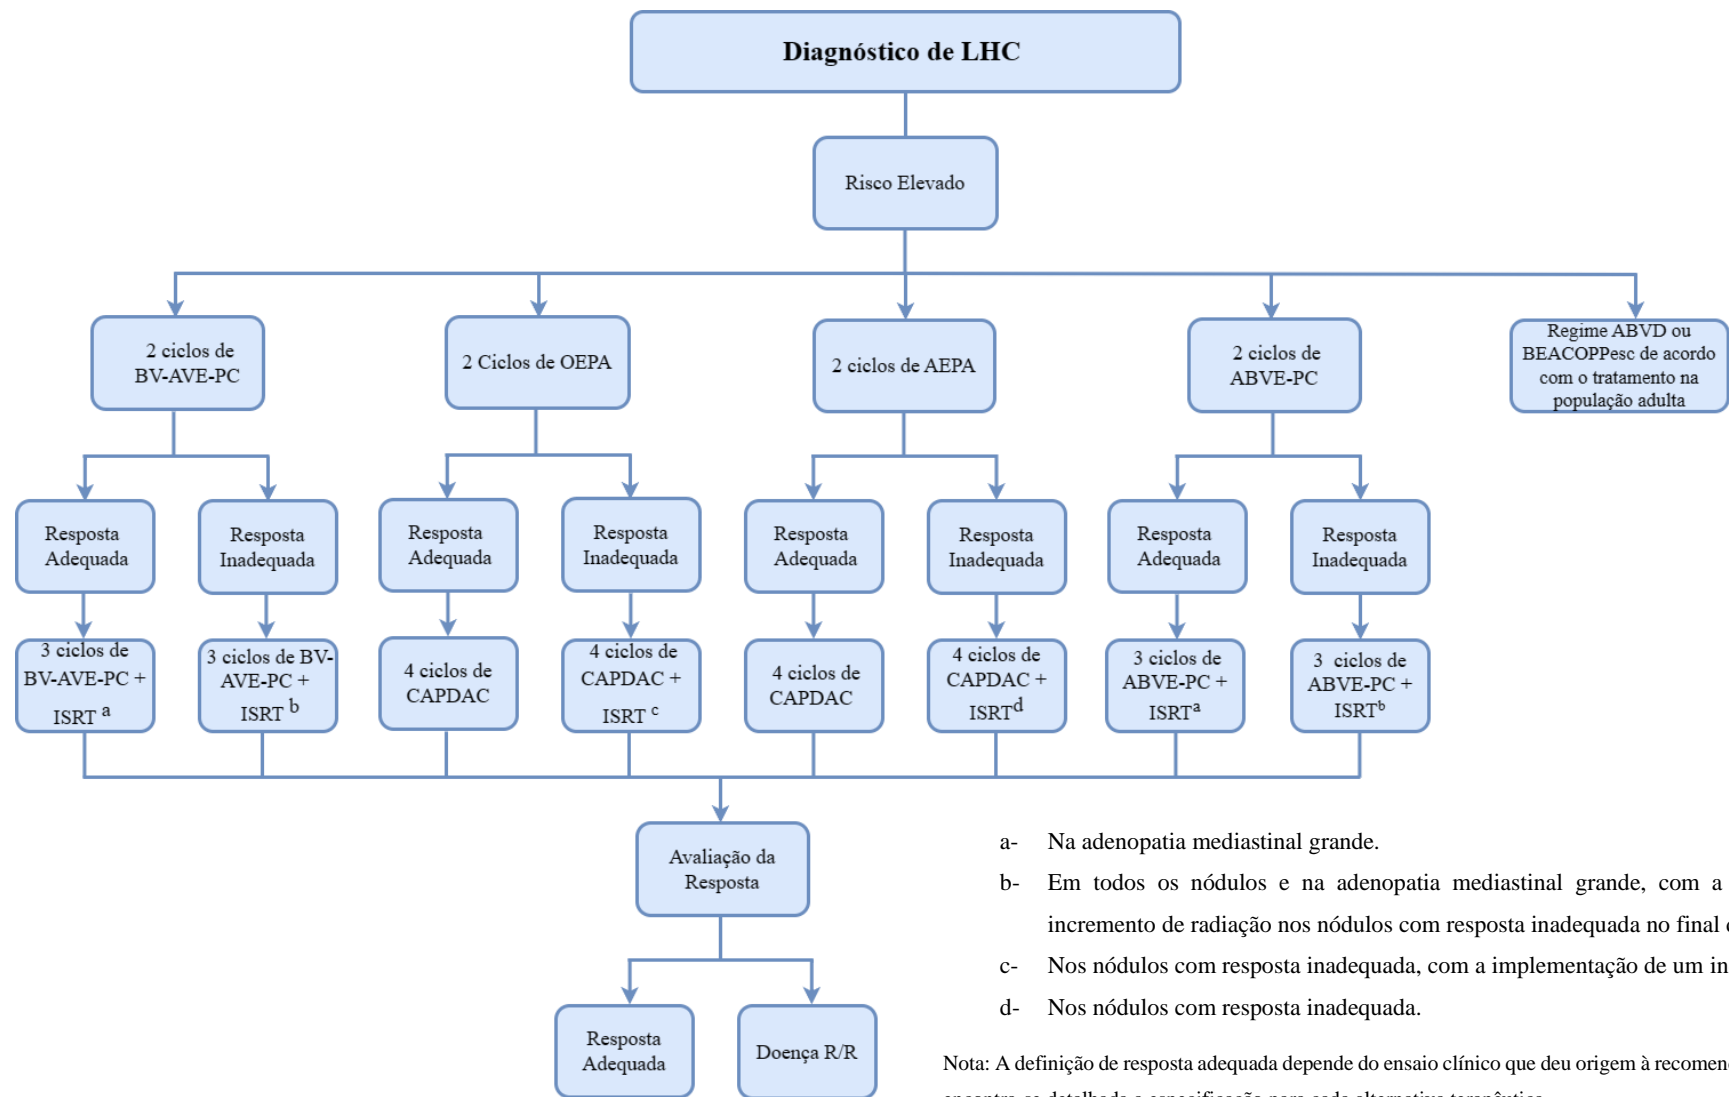 Diagnóstico de LHC
Risco Elevado
2 ciclos de
BV-AVE-PC
2 Ciclos de OEPA
2 ciclos de AEPA
2 ciclos de
ABVE-PC
Regime ABVD ou
BEACOPPesc de acordo
com o tratamento na
população adulta
Resposta
Adequada
Resposta
Inadequada
Resposta
Adequada
Resposta
Inadequada
Resposta
Adequada
Resposta
Inadequada
Resposta
Adequada
Resposta
Inadequada
3 ciclos de
BV-AVE-PC +
ISRT a
3 ciclos de BV-
AVE-PC +
ISRT b
4 ciclos de
CAPDAC
4 ciclos de
CAPDAC +
ISRT c
4 ciclos de
CAPDAC
4 ciclos de
CAPDAC +
ISRTd
3 ciclos de
ABVE-PC +
ISRTa
3 ciclos de
ABVE-PC +
ISRTb
Avaliação da
Resposta
Resposta
Adequada
Doença R/R
a- Na adenopatia mediastinal grande.
b- Em todos os nódulos e na adenopatia mediastinal grande, com a
incremento de radiação nos nódulos com resposta inadequada no final
c- Nos nódulos com resposta inadequada, com a implementação de um
d- Nos nódulos com resposta inadequada.
Nota: A definição de resposta adequada depende do ensaio clínico que deu origem à